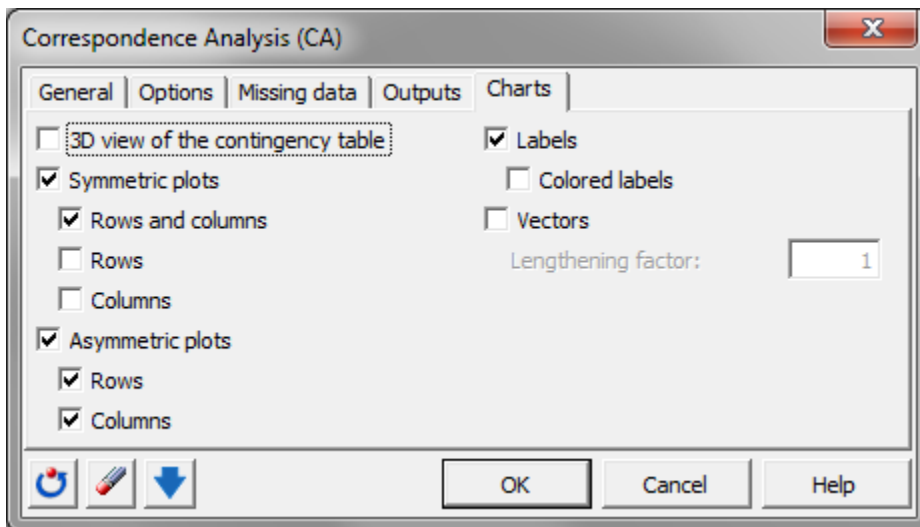 Correspondence Analysis (CA)
General
Options
Missing data
Outputs
Charts
3D view of the contingency table
Symmetric plots
Rows and columns
Rows
Columns
Asymmetric plots
Rows
Columns
Labels
Colored labels
Vectors
Lengthening factor: 1
OK
Cancel
Help